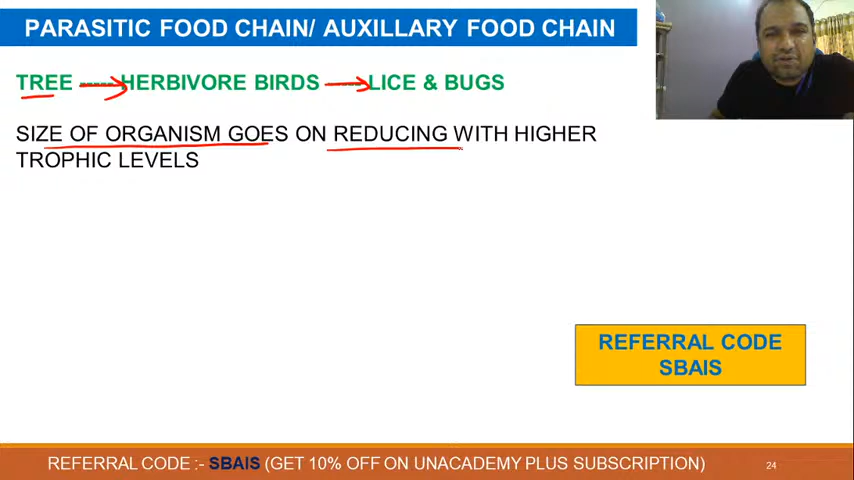 PARASITIC FOOD CHAIN/ AUXILLARY FOOD CHAIN
TREE -----HERBIVORE BIRDS ----- LICE & BUGS
SIZE OF ORGANISM GOES ON REDUCING WITH HIGHER
TROPHIC LEVELS
REFERRAL CODE
SBAIS
REFERRAL CODE :- SBAIS (GET 10% OFF ON UNACADEMY PLUS SUBSCRIPTION)
24